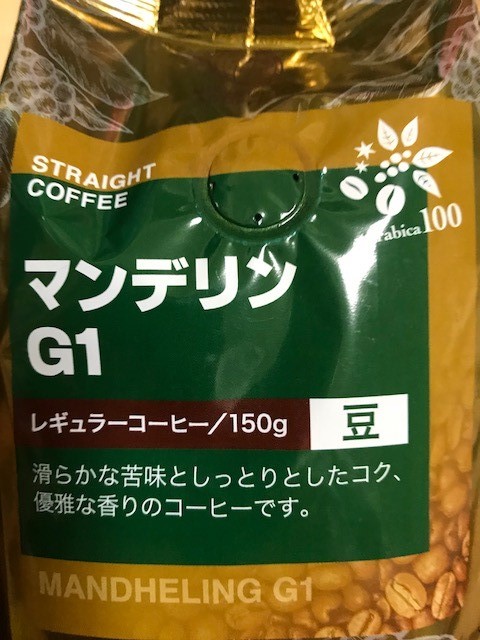 STRAIGHT
COFFEE
Arabica100
マンデリン
G1
レギュラーコーヒー/150g
豆
滑らかな苦味としっとりとしたコク、
優雅な香りのコーヒーです。
MANDHELING G1